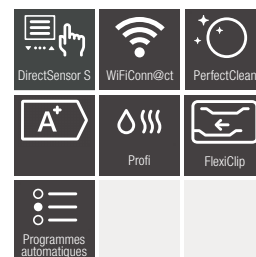 DirectSensor S
WiFiConn@ct
PerfectClean
A+
Profi
FlexiClip
Programmes
automatiques